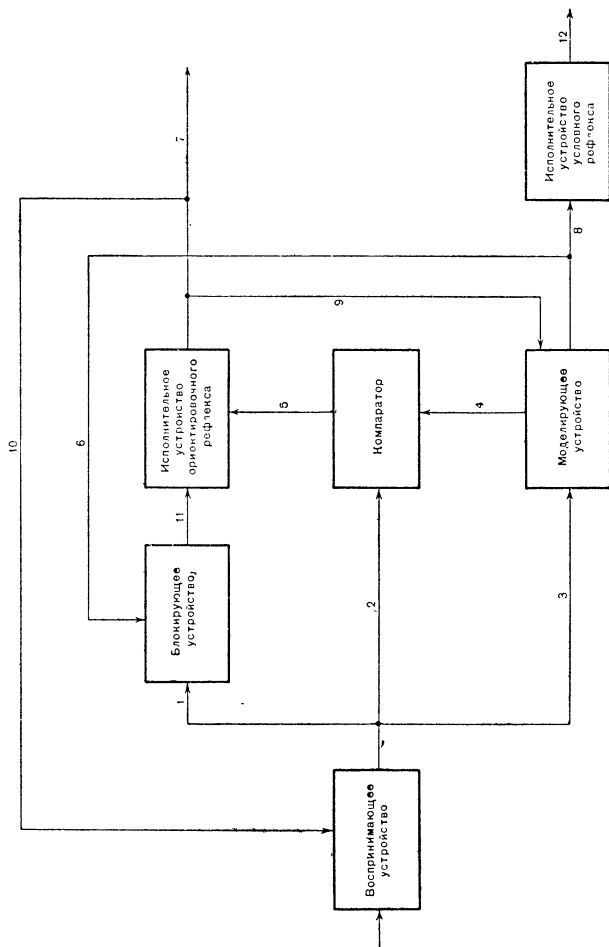 12
Исполнительное
устройство
условного
рефлекса
7
8
10
6
9
Исполнительное
устройство
ориентировочного
рефлекса
5
Компаратор
4
Моделирующее
устройство
11
Блокирующее
устройство
1
2
3
Воспринимающее
устройство